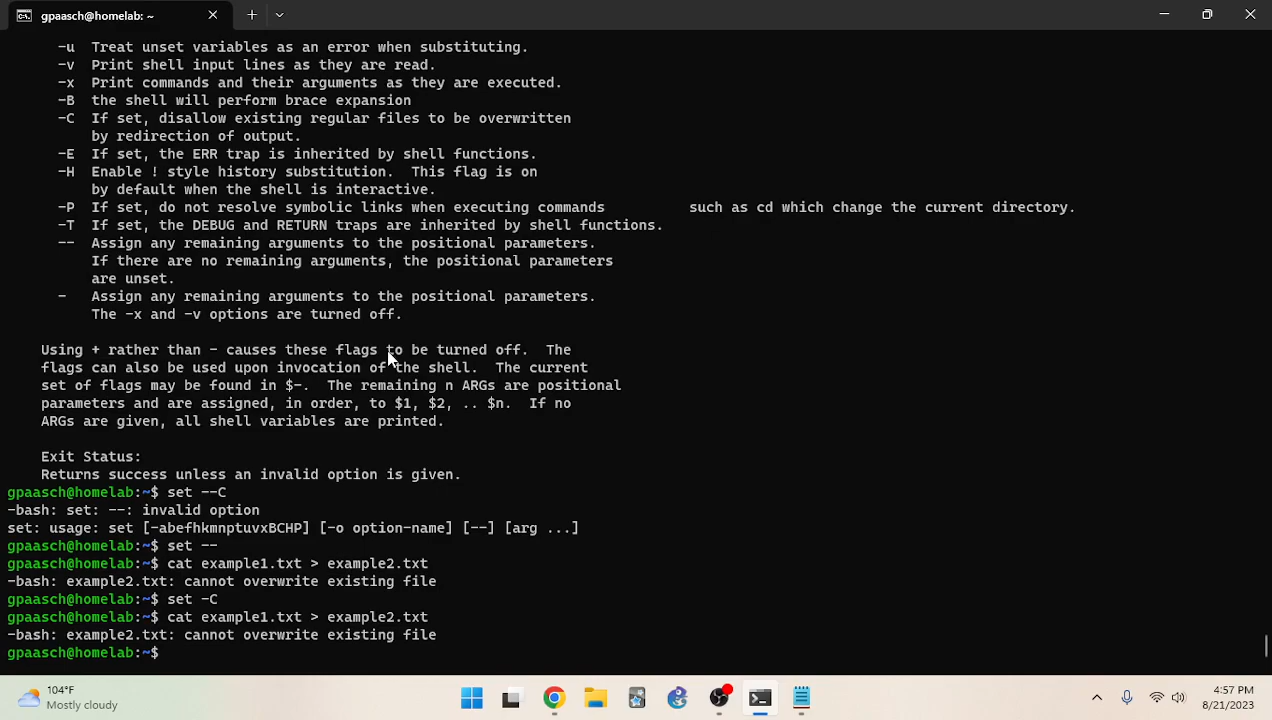 gpaasch@homelab: ~
-u  Treat unset variables as an error when substituting.
-v  Print shell input lines as they are read.
-x  Print commands and their arguments as they are executed.
-B  the shell will perform brace expansion
-C  If set, disallow existing regular files to be overwritten
by redirection of output.
-E  If set, the ERR trap is inherited by shell functions.
-H  Enable ! style history substitution.  This flag is on
by default when the shell is interactive.
-P  If set, do not resolve symbolic links when executing commands          such as cd which change the current directory.
-T  If set, the DEBUG and RETURN traps are inherited by shell functions.
--  Assign any remaining arguments to the positional parameters.
If there are no remaining arguments, the positional parameters
are unset.
-   Assign any remaining arguments to the positional parameters.
The -x and -v options are turned off.
Using + rather than - causes these flags to be turned off.  The
flags can also be used upon invocation of the shell.  The current
set of flags may be found in $-.  The remaining n ARGs are positional
parameters and are assigned, in order, to $1, $2, .. $n.  If no
ARGs are given, all shell variables are printed.
Exit Status:
Returns success unless an invalid option is given.
gpaasch@homelab:~$ set --C
-bash: set: --: invalid option
set: usage: set [-abefhkmnptuvxBCHP] [-o option-name] [--] [arg ...]
gpaasch@homelab:~$ set --
gpaasch@homelab:~$ cat example1.txt > example2.txt
-bash: example2.txt: cannot overwrite existing file
gpaasch@homelab:~$ set -C
gpaasch@homelab:~$ cat example1.txt > example2.txt
-bash: example2.txt: cannot overwrite existing file
gpaasch@homelab:~$
104°F
Mostly cloudy
4:57 PM
8/21/2023